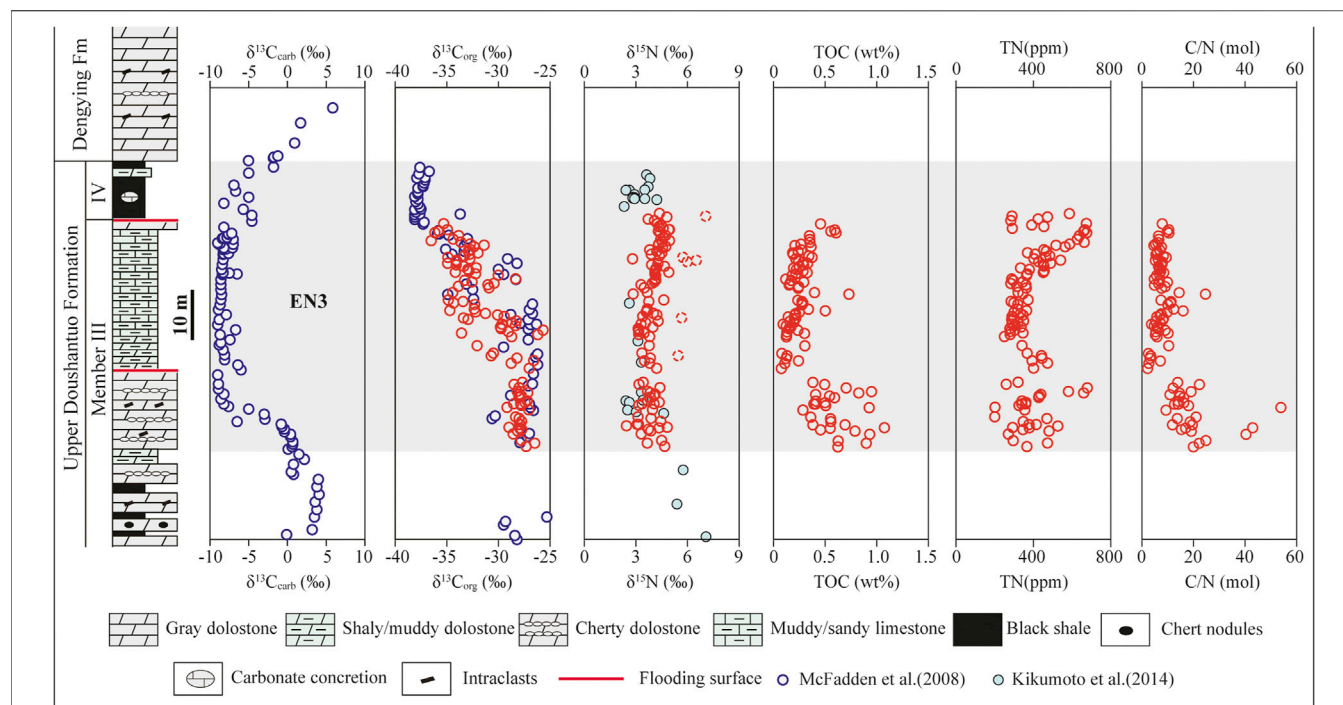 δ13Ccarb (‰) δ13Corg (‰) δ15N (‰) TOC (wt%) TN(ppm) C/N (mol)
-10 -5 0 5 10 -40 -35 -30 -25 0 3 6 9 0 0.5 1.0 1.5 0 400 800 0 20 40 60
Dengying Fm
Upper Doushantuo Formation
IV
Member III
10 m
EN3
-10 -5 0 5 10 -40 -35 -30 -25 0 3 6 9 0 0.5 1.0 1.5 0 400 800 0 20 40 60
δ13Ccarb (‰) δ13Corg (‰) δ15N (‰) TOC (wt%) TN(ppm) C/N (mol)
Gray dolostone Shaly/muddy dolostone Cherty dolostone Muddy/sandy limestone Black shale Chert nodules
Carbonate concretion Intraclasts Flooding surface McFadden et al.(2008) Kikumoto et al.(2014)